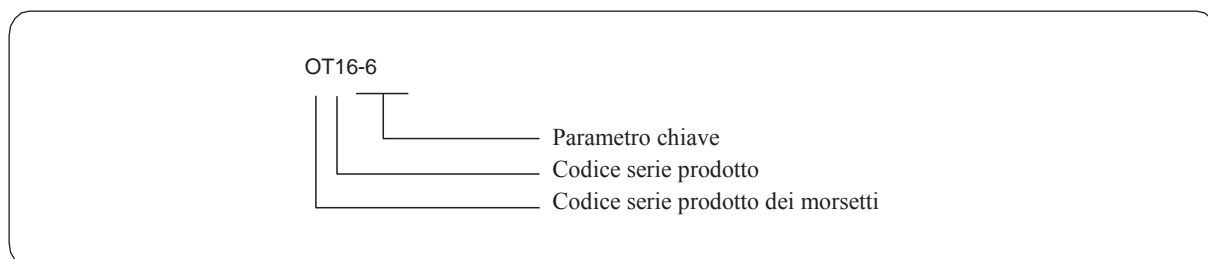 OT16-6
Parametro chiave
Codice serie prodotto
Codice serie prodotto dei morsetti